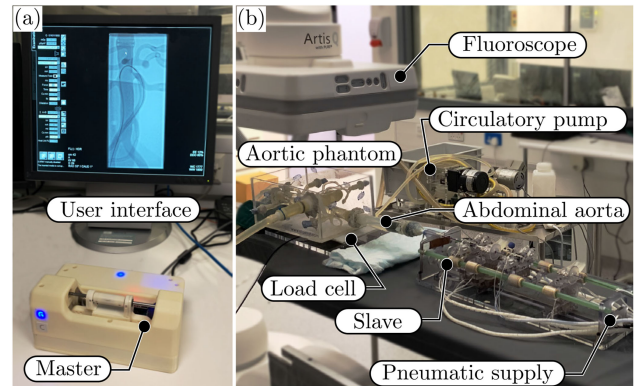 (a)
User interface
Master
(b)
Artis
Fluoroscope
Circulatory pump
Aortic phantom
Abdominal aorta
Load cell
Slave
Pneumatic supply